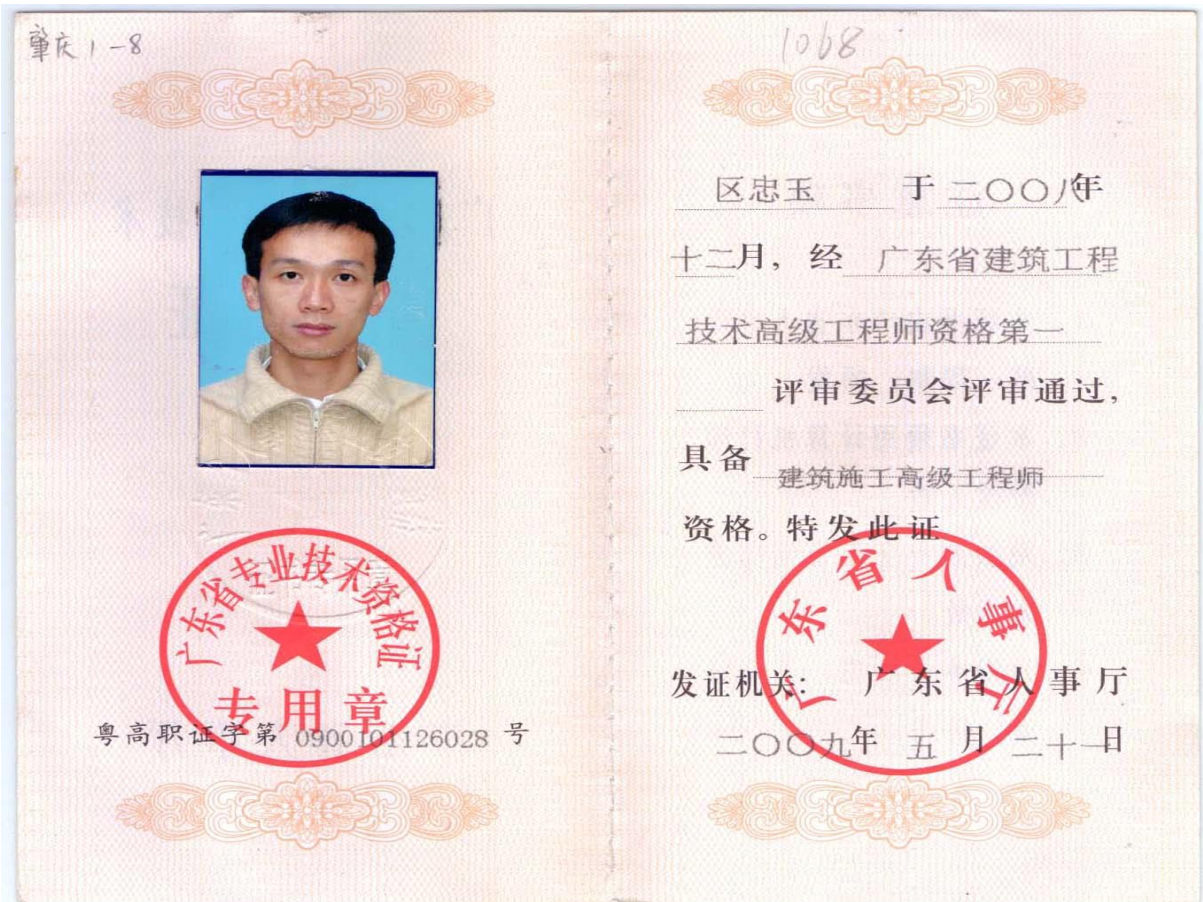 肇庆1-8
广东省专业技术资格证
专用章
粤高职证字第 0900101126028 号
1068
区忠玉 于 二〇〇八年
十二月, 经 广东省建筑工程
技术高级工程师资格第一
评审委员会评审通过,
具备 建筑施工高级工程师
资格。特发此证
广东省人事厅
发证机关: 广东省人事厅
二〇〇九年 五 月 二十一日